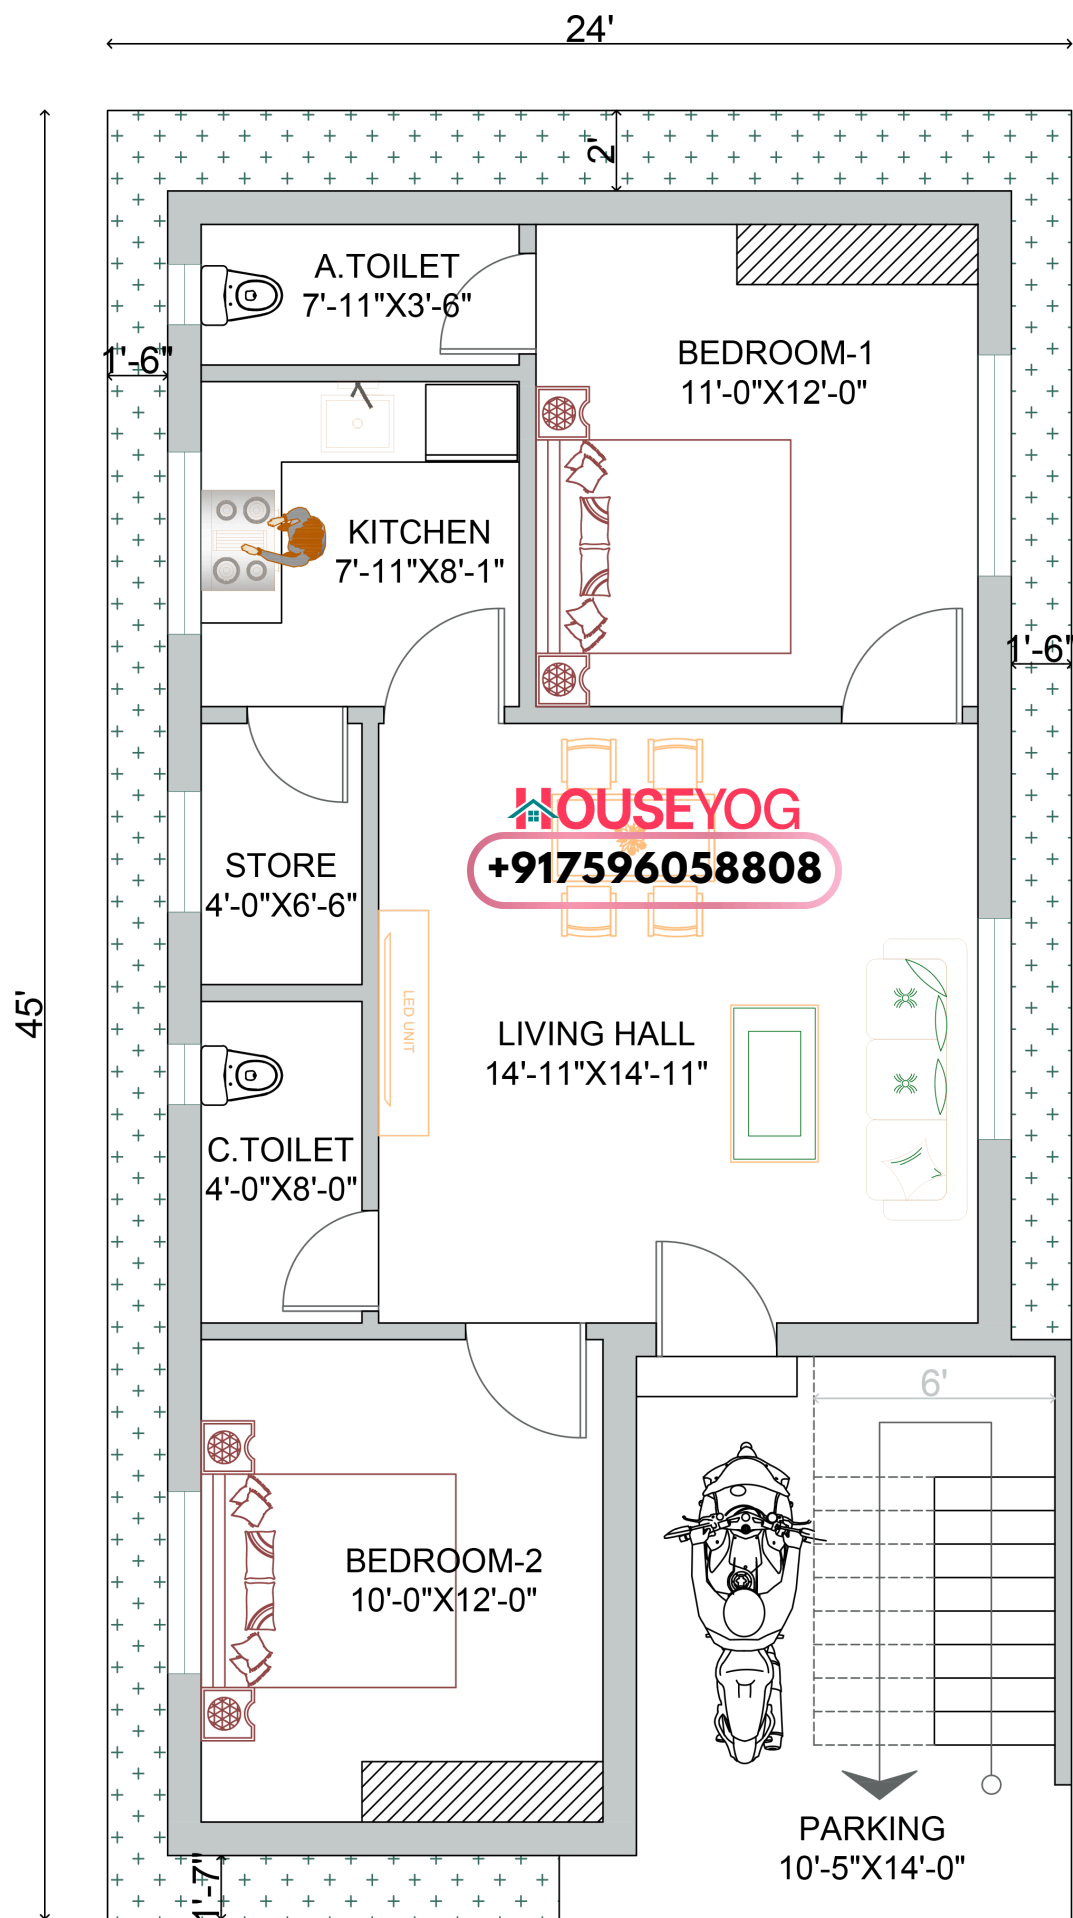 24'
2'
A.TOILET
7'-11"X3'-6"
1'-6"
BEDROOM-1
11'-0"X12'-0"
KITCHEN
7'-11"X8'-1"
1'-6"
HOUSEYOG
+917596058808
STORE
4'-0"X6'-6"
45'
LED UNIT
LIVING HALL
14'-11"X14'-11"
C.TOILET
4'-0"X8'-0"
6'
BEDROOM-2
10'-0"X12'-0"
PARKING
10'-5"X14'-0"
1'-7"